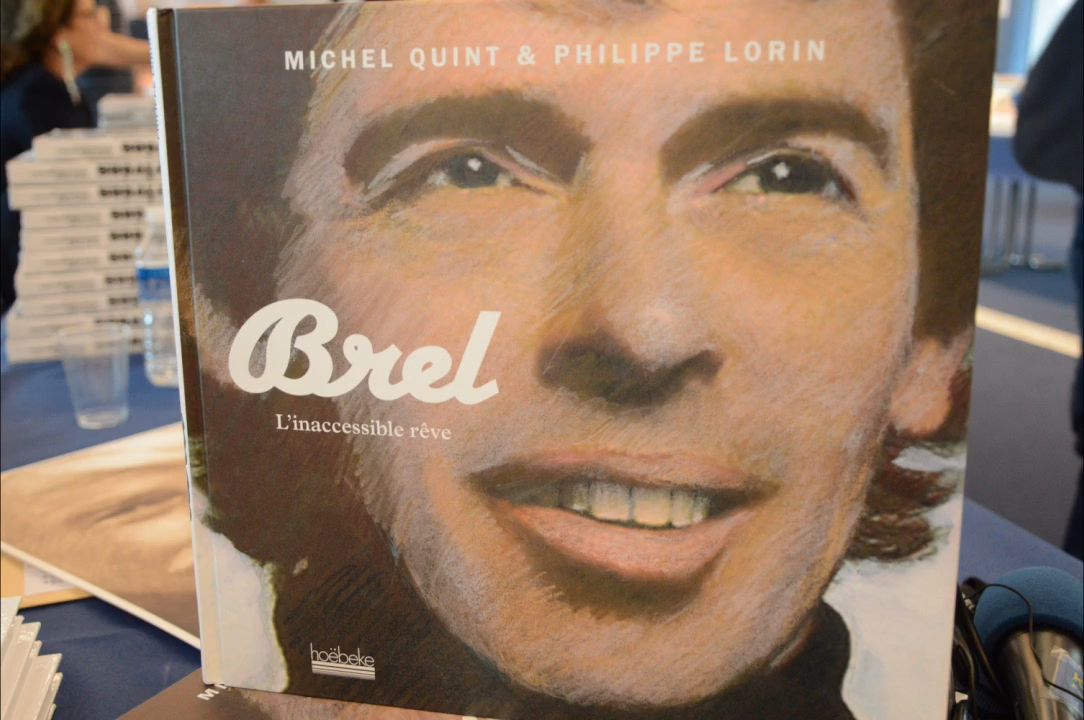 MICHEL QUINT & PHILIPPE LORIN
Brel
L'inaccessible rêve
hoëbeke